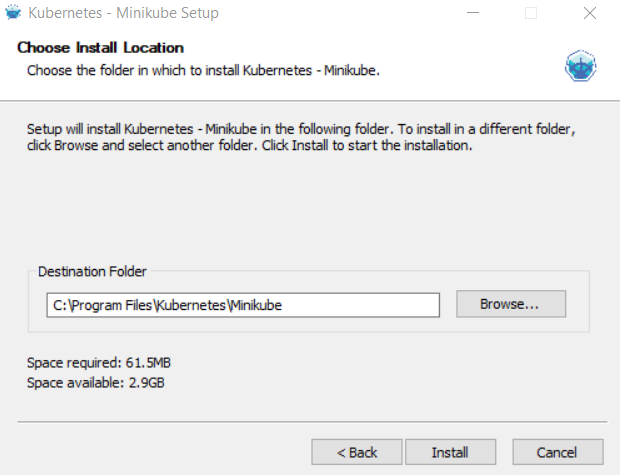 Kubernetes - Minikube Setup
Choose Install Location
Choose the folder in which to install Kubernetes - Minikube.
Setup will install Kubernetes - Minikube in the following folder. To install in a different folder,
click Browse and select another folder. Click Install to start the installation.
Destination Folder
C:\Program Files\Kubernetes\Minikube
Browse...
Space required: 61.5MB
Space available: 2.9GB
< Back
Install
Cancel